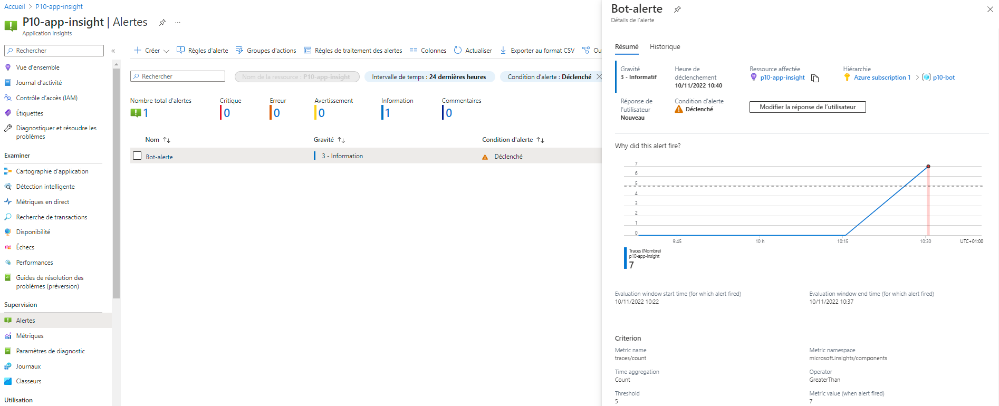 Accueil > P10-app-insight
P10-app-insight | Alertes
Application Insights
Rechercher
«
Vue d'ensemble
Journal d'activité
Contrôle d'accès (IAM)
Étiquettes
Diagnostiquer et résoudre les
problèmes
Examiner
Cartographie d'application
Détection intelligente
Métriques en direct
Recherche de transactions
Disponibilité
Échecs
Performances
Guides de résolution des
problèmes (préversion)
Supervision
Alertes
Métriques
Paramètres de diagnostic
Journaux
Classeurs
Utilisation
Créer Règles d'alerte Groupes d'actions Règles de traitement des alertes Colonnes Actualiser Exporter au format CSV Ou
Rechercher
Nom de la ressource : P10-app-insight
Intervalle de temps : 24 dernières heures
Condition d'alerte : Déclenché
Nombre total d'alertes Critique Erreur Avertissement Information Commentaires
1 0 0 0 1 0
Nom Gravité Condition d'alerte
Bot-alerte 3 - Information Déclenché
Bot-alerte
Détails de l'alerte
Résumé Historique
Gravité
3 - Informatif
Heure de
déclenchement
10/11/2022 10:40
Ressource affectée
p10-app-insight
Hiérarchie
Azure subscription 1 > p10-bot
Réponse de
l'utilisateur
Nouveau
Condition d'alerte
Déclenché
Modifier la réponse de l'utilisateur
Why did this alert fire?
7
6
5
4
3
2
1
0
9:45 10 h 10:15 10:30 UTC+01:00
Traces (Nombre)
p10-app-insight
7
Evaluation window start time (for which alert fired)
10/11/2022 10:22
Evaluation window end time (for which alert fired)
10/11/2022 10:37
Criterion
Metric name
traces/count
Metric namespace
microsoft.insights/components
Time aggregation
Count
Operator
GreaterThan
Threshold
5
Metric value (when alert fired)
7